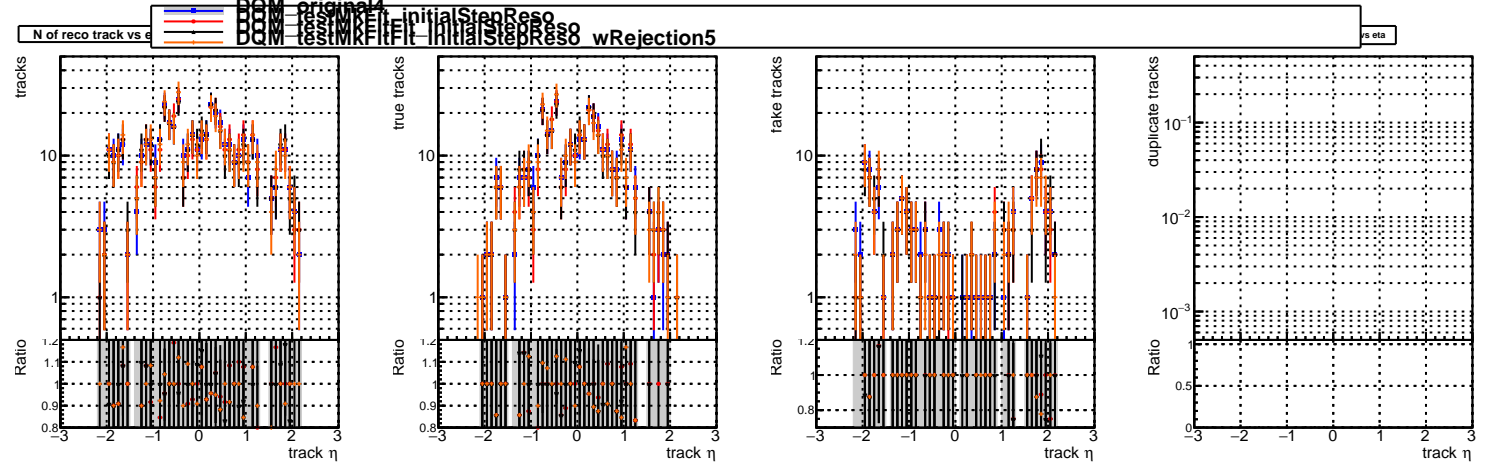 DQM_original4
DQM_testMkFit_initialStepReso
DQM_testMkFitFit_initialStepReso
DQM_testMkFitFit_initialStepReso_wRejection5
N of reco track vs e
vs eta
tracks
10
1
Ratio
1.2
1.1
1
0.9
0.8
−3 −2 −1 0 1 2 3
track η
true tracks
10
1
Ratio
1.2
1.1
1
0.9
0.8
−3 −2 −1 0 1 2 3
track η
fake tracks
10
1
Ratio
1
0.8
−3 −2 −1 0 1 2 3
track η
duplicate tracks
10⁻¹
10⁻²
10⁻³
Ratio
1
0.5
0
−3 −2 −1 0 1 2 3
track η